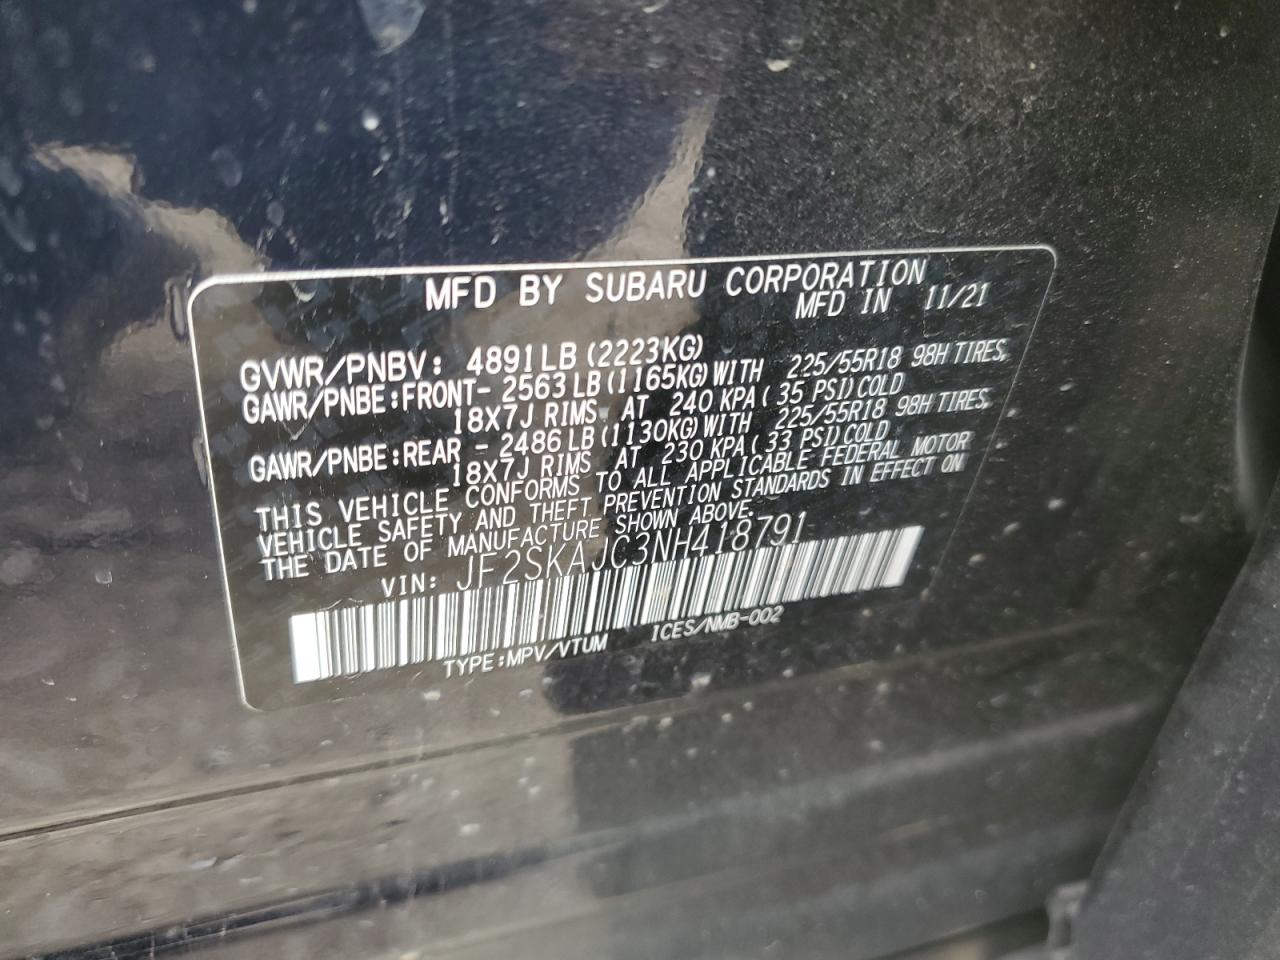 MFD BY SUBARU CORPORATION
MFD IN 11/21
GVWR/PNBV: 4891LB(2223KG)
GAWR/PNBE:FRONT- 2563LB(1165KG)WITH 225/55R18 98H TIRES,
18X7J RIMS AT 240 KPA(35 PSI)COLD
GAWR/PNBE:REAR - 2486LB(1130KG)WITH 225/55R18 98H TIRES,
18X7J RIMS AT 230 KPA(33 PSI)COLD
THIS VEHICLE CONFORMS TO ALL APPLICABLE FEDERAL MOTOR
VEHICLE SAFETY AND THEFT PREVENTION STANDARDS IN EFFECT ON
THE DATE OF MANUFACTURE SHOWN ABOVE.
VIN: JF2SKAJC3NH418791
TYPE:MPV/VTUM ICES/NMB-002